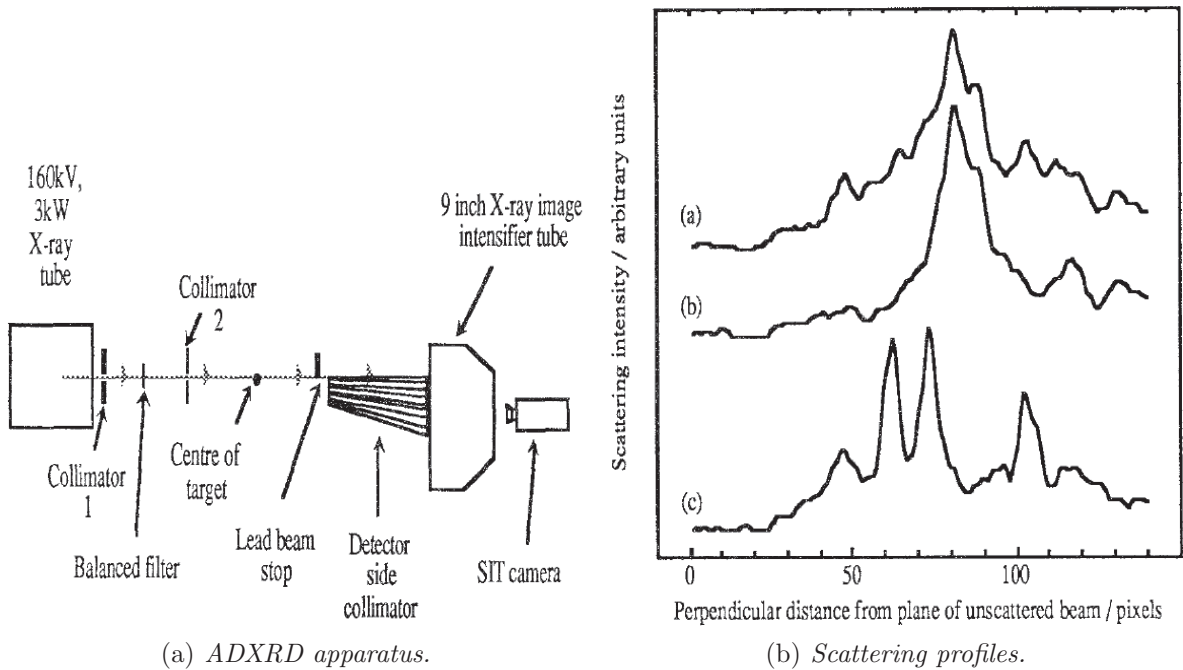 160kV,
3kW
X-ray
tube
Collimator
2
9 inch X-ray image
intensifier tube
Collimator
1
Balanced filter
Centre of
target
Lead beam
stop
Detector
side
collimator
SIT camera
(a) ADXRD apparatus.
Scattering intensity / arbitrary units
(a)
(b)
(c)
0
50
100
Perpendicular distance from plane of unscattered beam / pixels
(b) Scattering profiles.